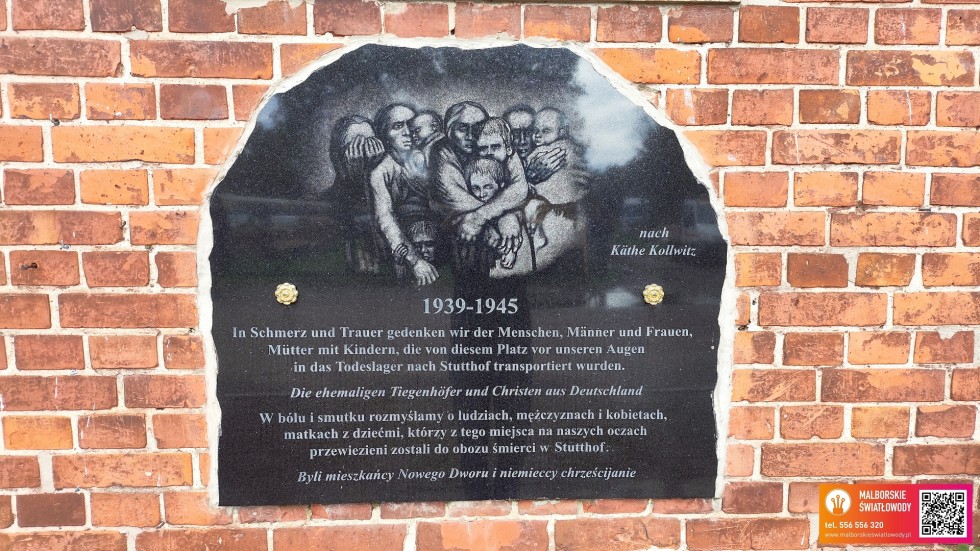 nach
Käthe Kollwitz
1939-1945
In Schmerz und Trauer gedenken wir der Menschen, Männer und Frauen,
Mütter mit Kindern, die von diesem Platz vor unseren Augen
in das Todeslager nach Stutthof transportiert wurden.
Die ehemaligen Tiegenhöfer und Christen aus Deutschland
W bólu i smutku rozmyślamy o ludziach, mężczyznach i kobietach,
matkach z dziećmi, którzy z tego miejsca na naszych oczach
przewiezieni zostali do obozu śmierci w Stutthof.
Byli mieszkańcy Nowego Dworu i niemieccy chrześcijanie
MALBORSKIE
ŚWIATŁOWODY
tel. 556 556 320
www.malborskieswiatlowody.pl